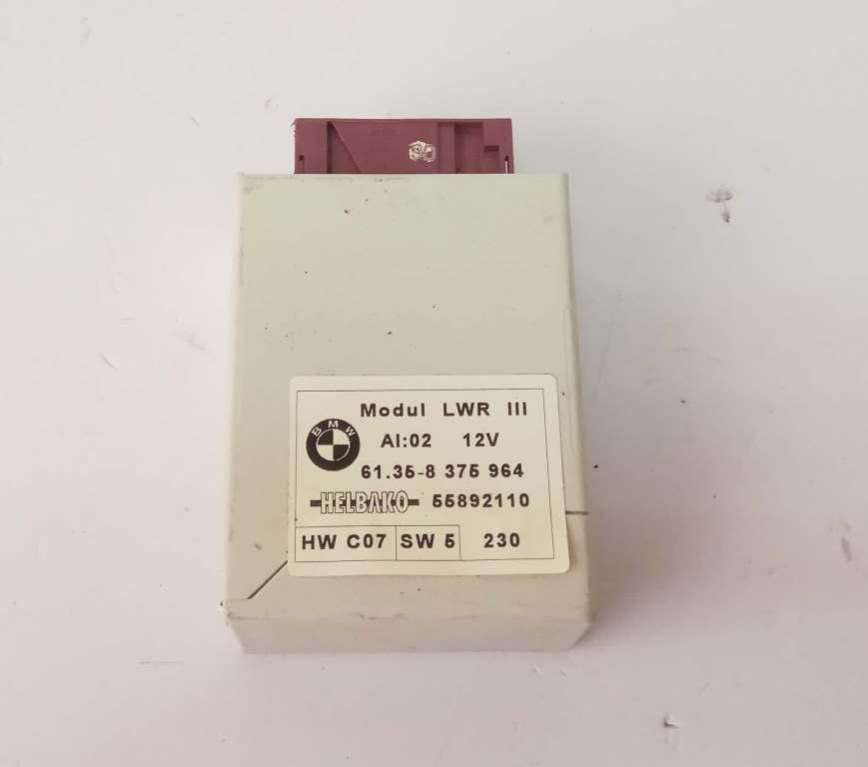 Modul LWR III
BMW
AI:02 12V
61.35-8 375 964
HELBAKO 55892110
HW C07 SW 5 230